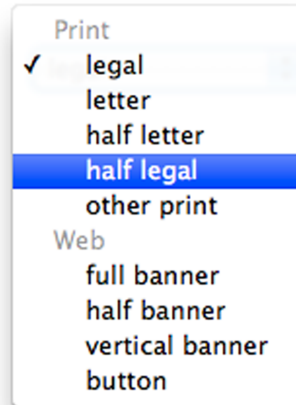 Print
✓ legal
letter
half letter
half legal
other print
Web
full banner
half banner
vertical banner
button